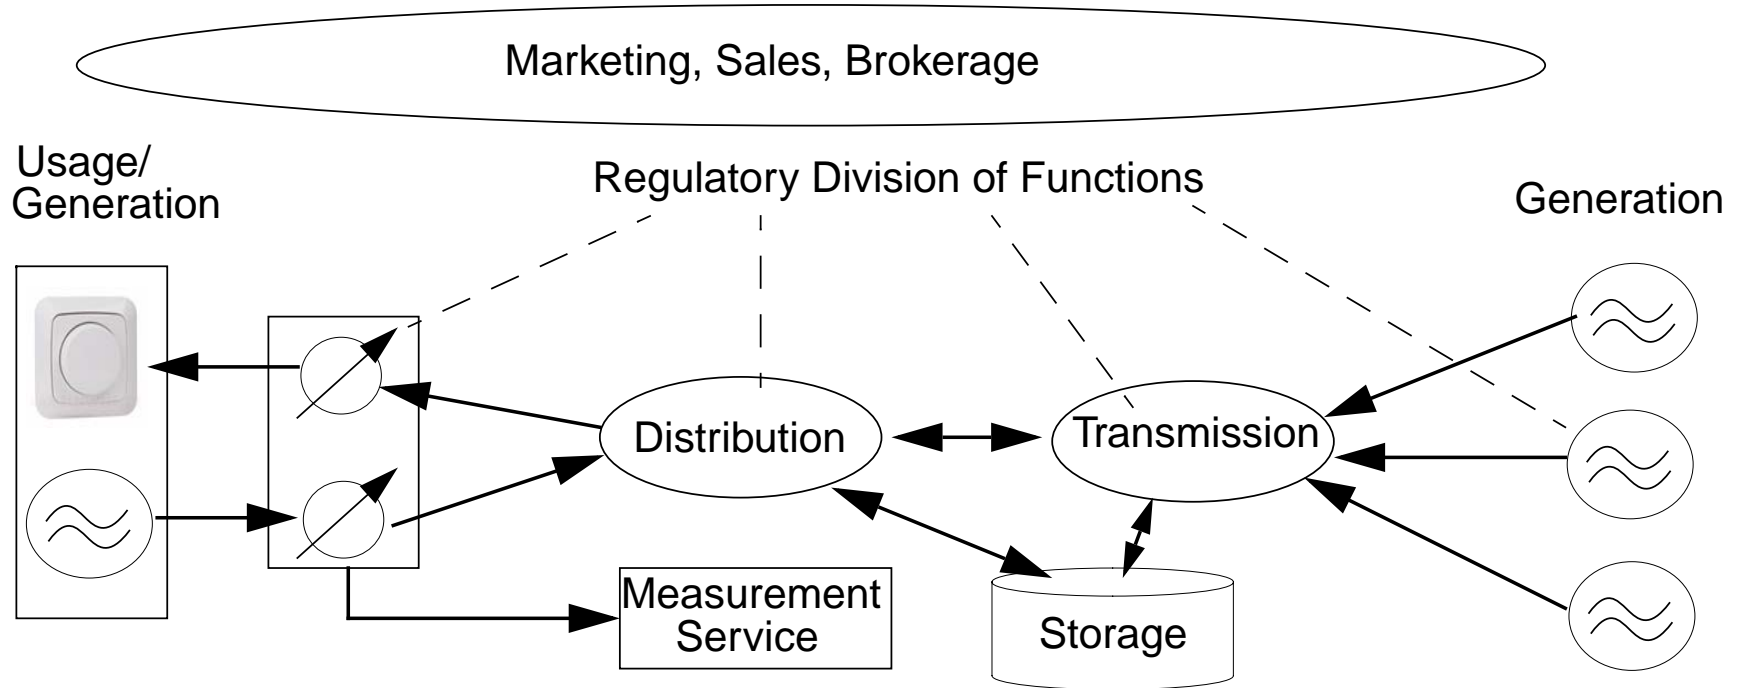 Marketing, Sales, Brokerage
Usage/
Generation
Regulatory Division of Functions
Generation
Distribution
Transmission
Measurement
Service
Storage